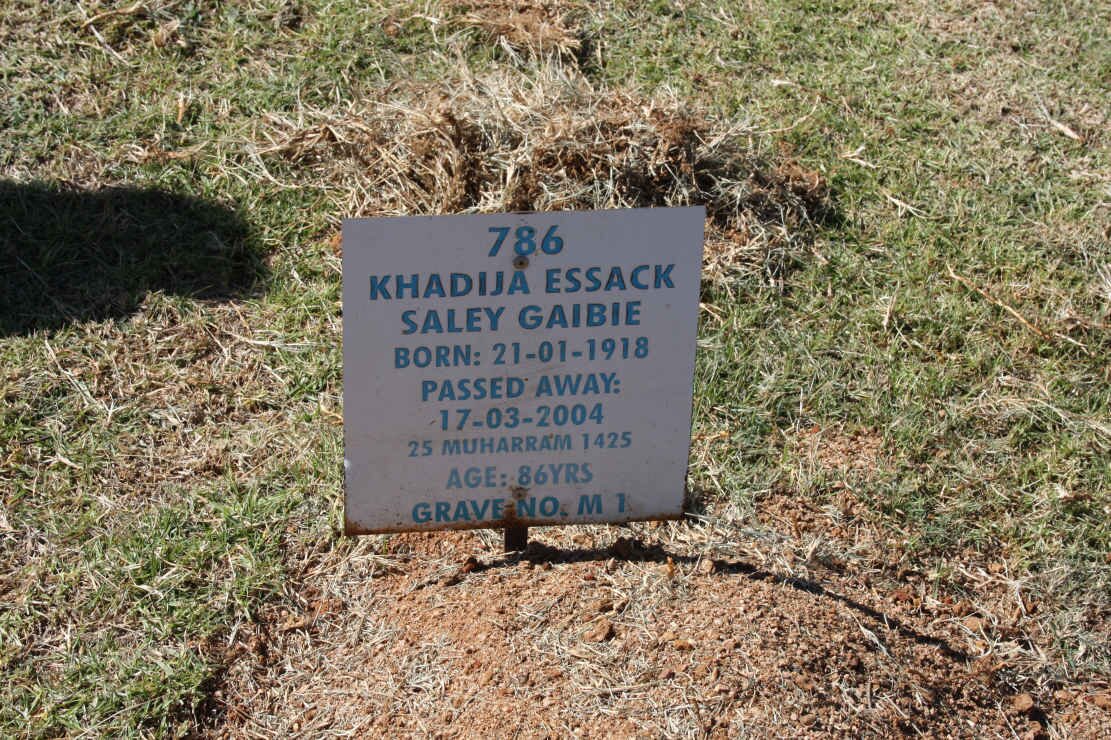 786
KHADIJA ESSACK
SALEY GAIBIE
BORN: 21-01-1918
PASSED AWAY:
17-03-2004
25 MUHARRAM 1425
AGE: 86YRS
GRAVE NO. M 1